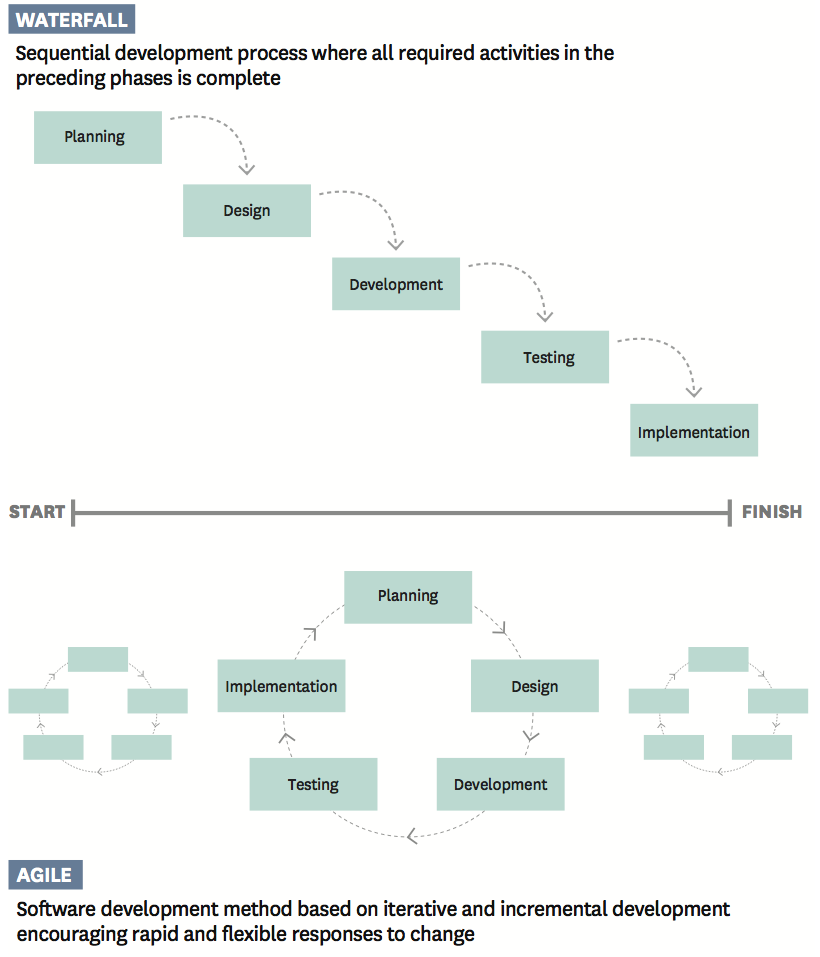 WATERFALL
Sequential development process where all required activities in the
preceding phases is complete
Planning
Design
Development
Testing
Implementation
START
FINISH
Planning
Implementation
Design
Testing
Development
AGILE
Software development method based on iterative and incremental development
encouraging rapid and flexible responses to change